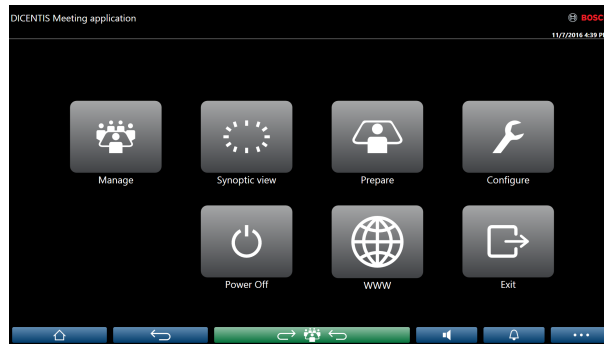 DICENTIS Meeting application
BOSC
11/7/2016 4:39 P
Manage
Synoptic view
Prepare
Configure
Power Off
WWW
Exit